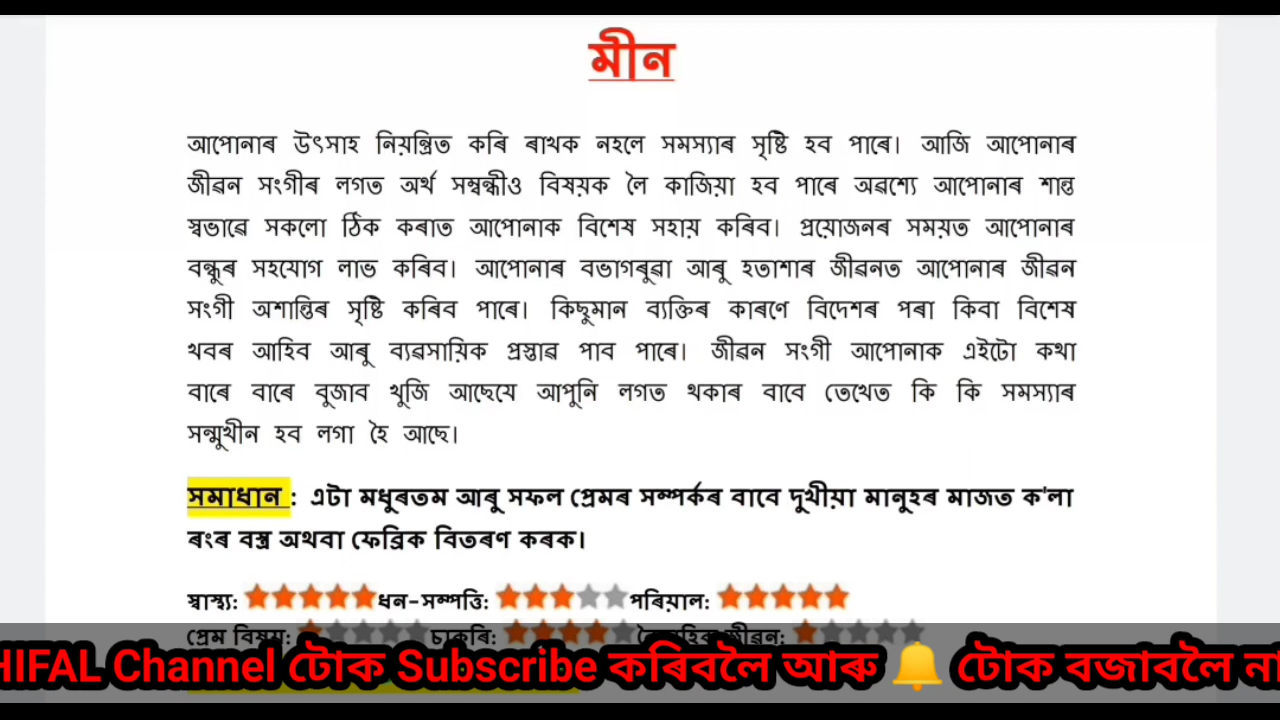 মীন
আপোনাৰ উৎসাহ নিয়ন্ত্ৰিত কৰি ৰাখক নহলে সমস্যাৰ সৃষ্টি হব পাৰে। আজি আপোনাৰ
জীৱন সংগীৰ লগত অৰ্থ সম্বন্ধীও বিষয়ক লৈ কাজিয়া হব পাৰে অৱশ্যে আপোনাৰ শান্ত
স্বভাৱে সকলো ঠিক কৰাত আপোনাক বিশেষ সহায় কৰিব। প্ৰয়োজনৰ সময়ত আপোনাৰ
বন্ধুৰ সহযোগ লাভ কৰিব। আপোনাৰ বভাগৰুৱা আৰু হতাশাৰ জীৱনত আপোনাৰ জীৱন
সংগী অশান্তিৰ সৃষ্টি কৰিব পাৰে। কিছুমান ব্যক্তিৰ কাৰণে বিদেশৰ পৰা কিবা বিশেষ
খবৰ আহিব আৰু ব্যৱসায়িক প্ৰস্তাৱ পাব পাৰে। জীৱন সংগী আপোনাক এইটো কথা
বাৰে বাৰে বুজাব খুজি আছেযে আপুনি লগত থকাৰ বাবে তেখেত কি কি সমস্যাৰ
সন্মুখীন হব লগা হৈ আছে।
সমাধান : এটা মধুৰতম আৰু সফল প্ৰেমৰ সম্পৰ্কৰ বাবে দুখীয়া মানুহৰ মাজত ক'লা
ৰংৰ বস্ত্ৰ অথবা ফেব্ৰিক বিতৰণ কৰক।
স্বাস্থ্য: ধন-সম্পত্তি: পৰিয়াল:
প্ৰেম বিষয়: চাকৰি: বৈবাহিক জীৱন:
HIFAL Channel টোক Subscribe কৰিবলৈ আৰু 🔔 টোক বজাবলৈ না